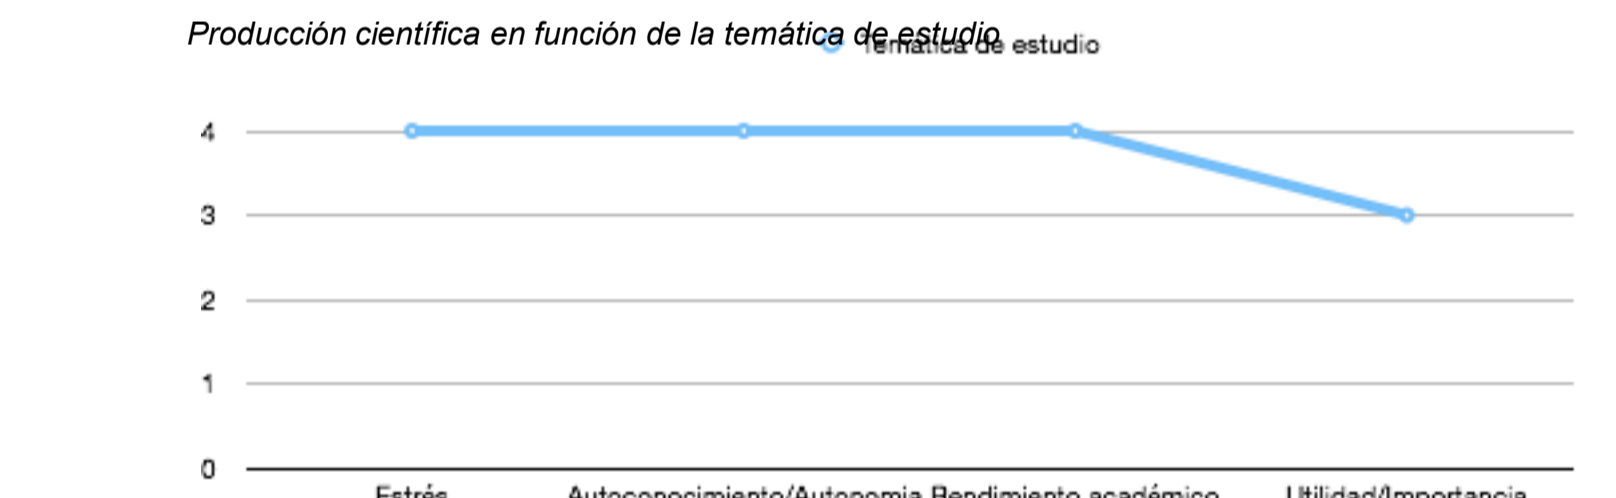 Producción científica en función de la temática de estudio
Temática de estudio
4
3
2
1
0
Estrés Autoconocimiento/Autonomia Rendimiento académico Utilidad/Importancia